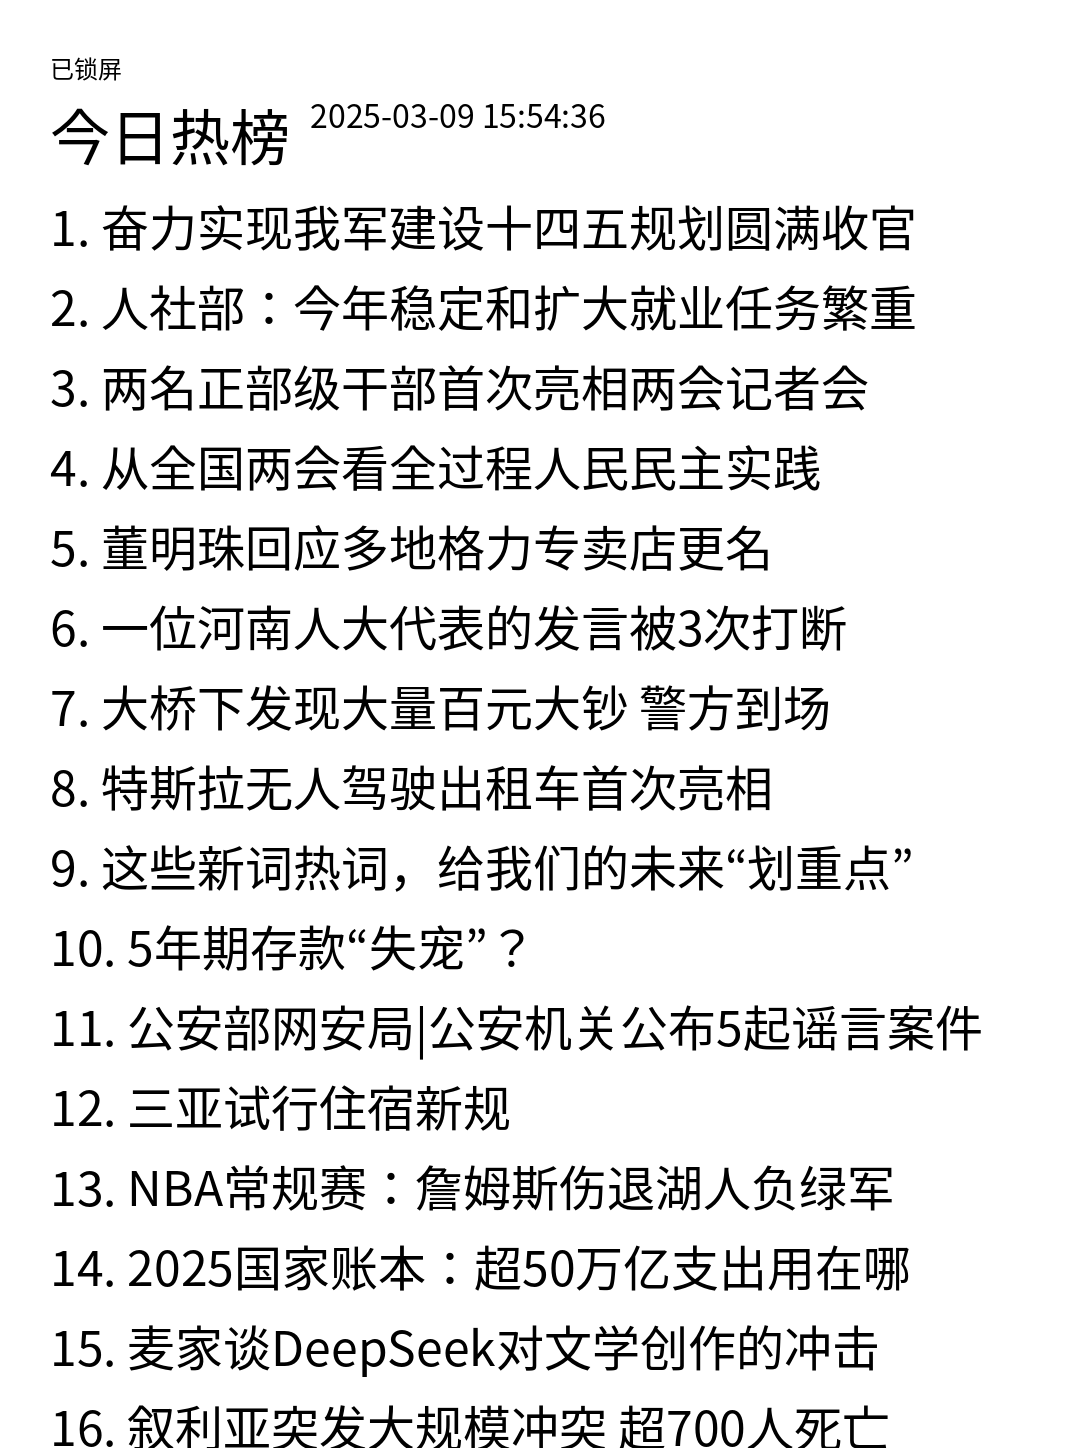 已锁屏
今日热榜 2025-03-09 15:54:36
1. 奋力实现我军建设十四五规划圆满收官
2. 人社部：今年稳定和扩大就业任务繁重
3. 两名正部级干部首次亮相两会记者会
4. 从全国两会看全过程人民民主实践
5. 董明珠回应多地格力专卖店更名
6. 一位河南人大代表的发言被3次打断
7. 大桥下发现大量百元大钞 警方到场
8. 特斯拉无人驾驶出租车首次亮相
9. 这些新词热词，给我们的未来“划重点”
10. 5年期存款“失宠”？
11. 公安部网安局|公安机关公布5起谣言案件
12. 三亚试行住宿新规
13. NBA常规赛：詹姆斯伤退湖人负绿军
14. 2025国家账本：超50万亿支出用在哪
15. 麦家谈DeepSeek对文学创作的冲击
16. 叙利亚突发大规模冲突 超700人死亡